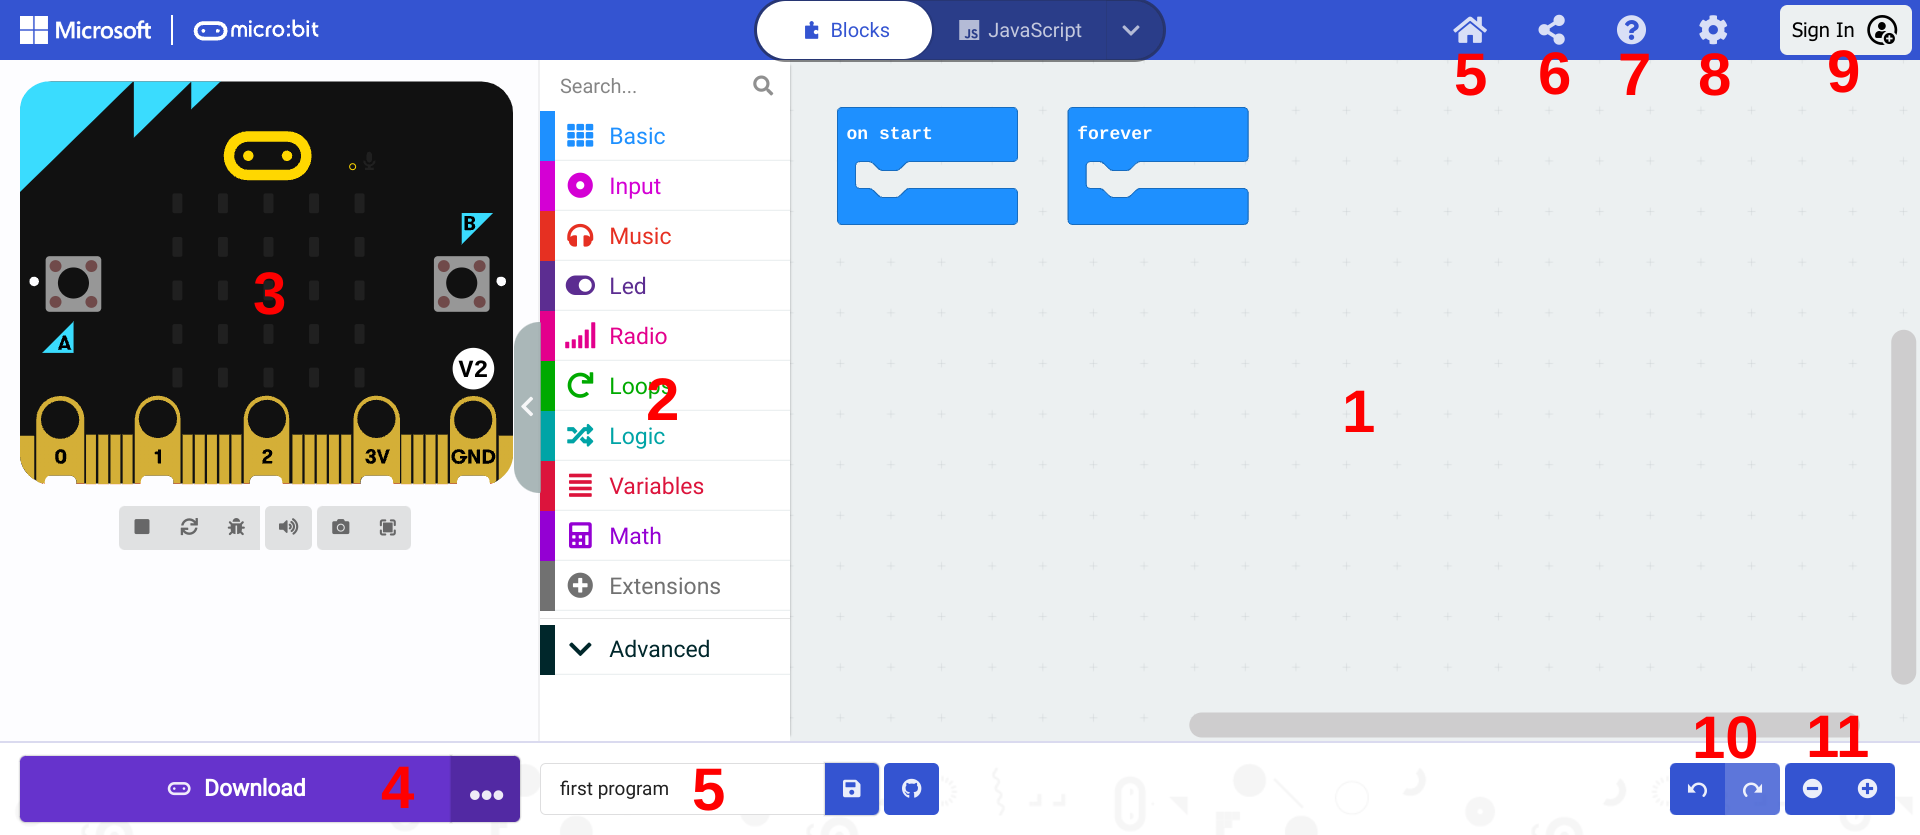 Microsoft micro:bit
Blocks
JS JavaScript
Sign In
5 6 7 8 9
Search...
Basic
Input
Music
Led
Radio
Loops
Logic
Variables
Math
Extensions
Advanced
on start
forever
B
A
V2
0 1 2 3V GND
3
2
1
Download
4
first program
5
10 11